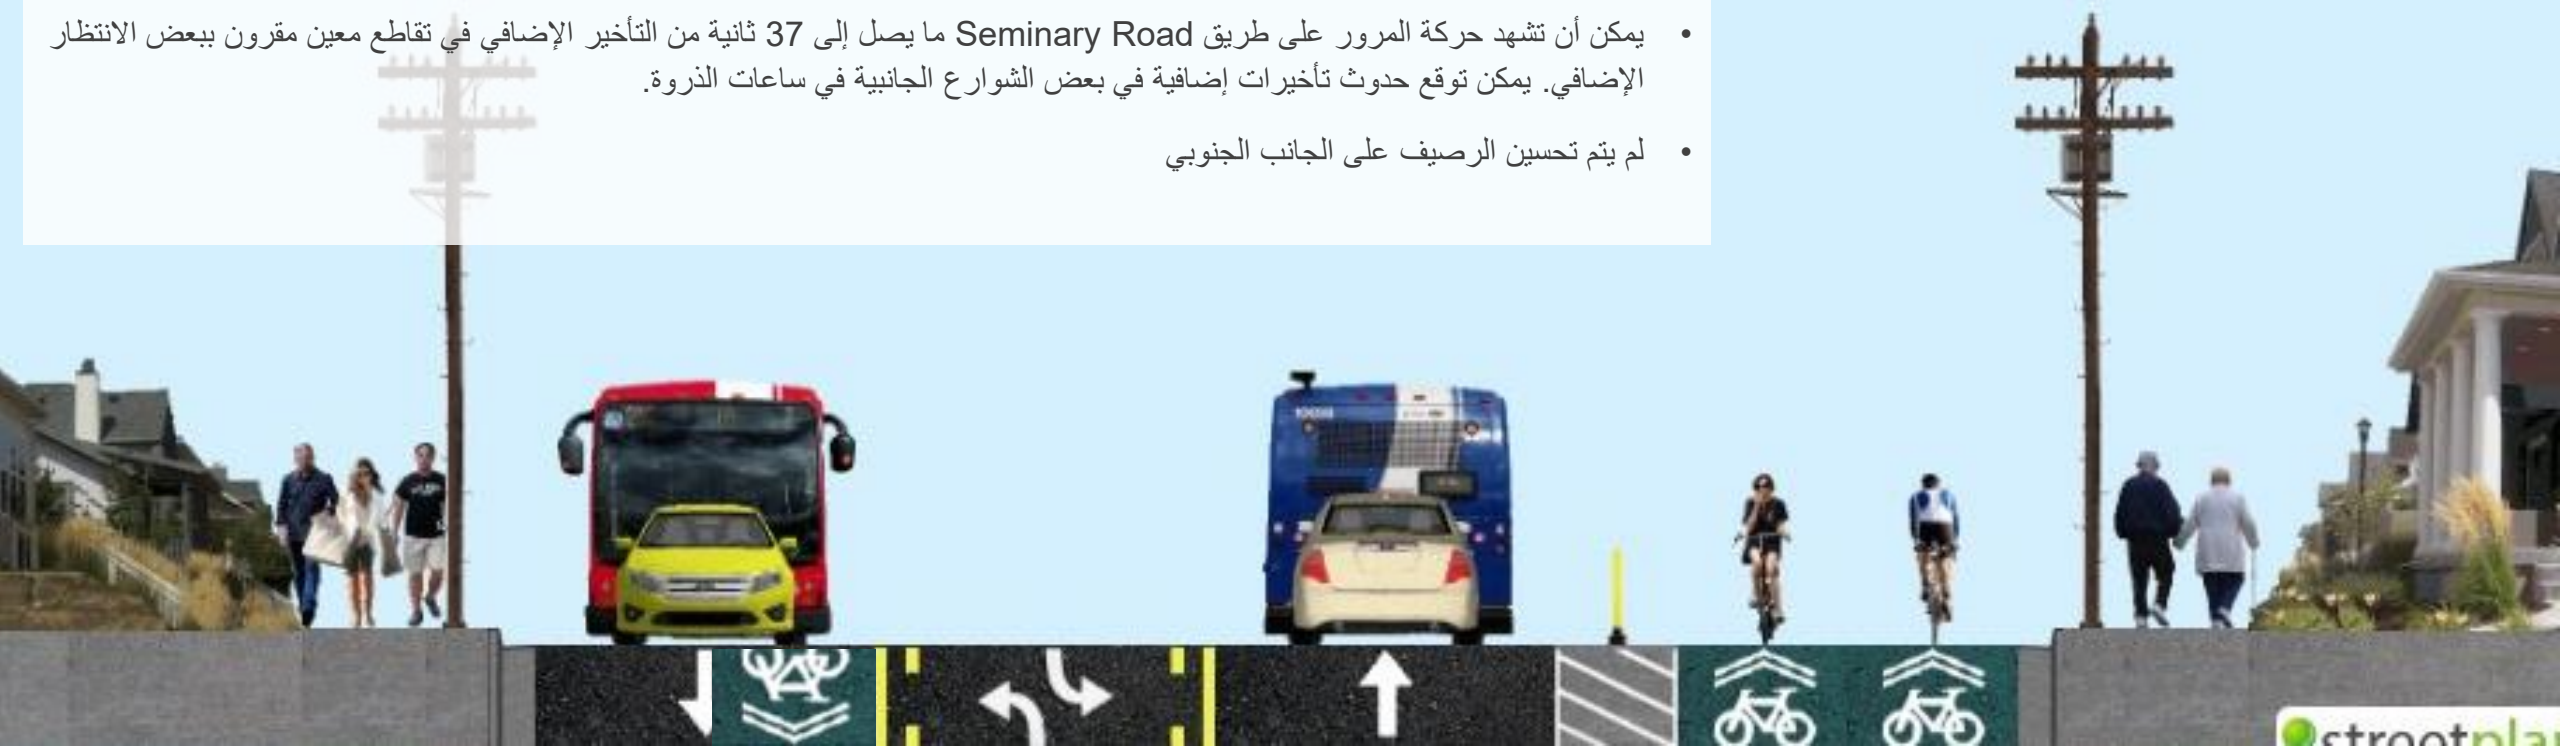 • يمكن أن تشهد حركة المرور على طريق Seminary Road ما يصل إلى 37 ثانية من التأخير الإضافي في تقاطع معين مقرون ببعض الانتظار
الإضافي. يمكن توقع حدوث تأخيرات إضافية في بعض الشوارع الجانبية في ساعات الذروة.
• لم يتم تحسين الرصيف على الجانب الجنوبي